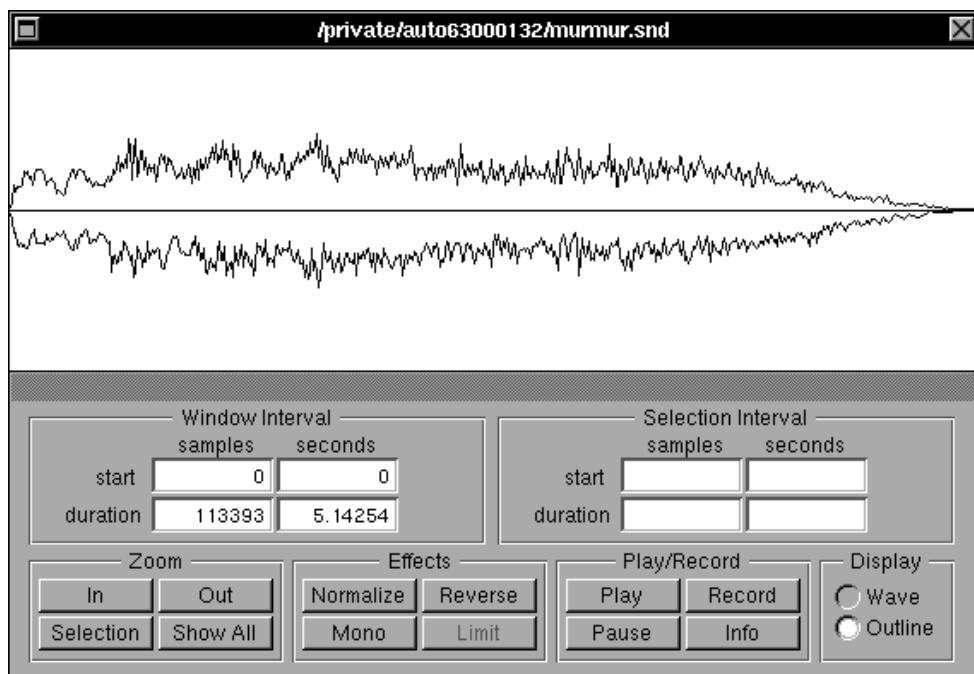 /private/auto63000132/murmur.snd
Window Interval
samples seconds
start 0 0
duration 113393 5.14254
Selection Interval
samples seconds
start
duration
Zoom
In Out
Selection Show All
Effects
Normalize Reverse
Mono Limit
Play/Record
Play Record
Pause Info
Display
Wave
Outline